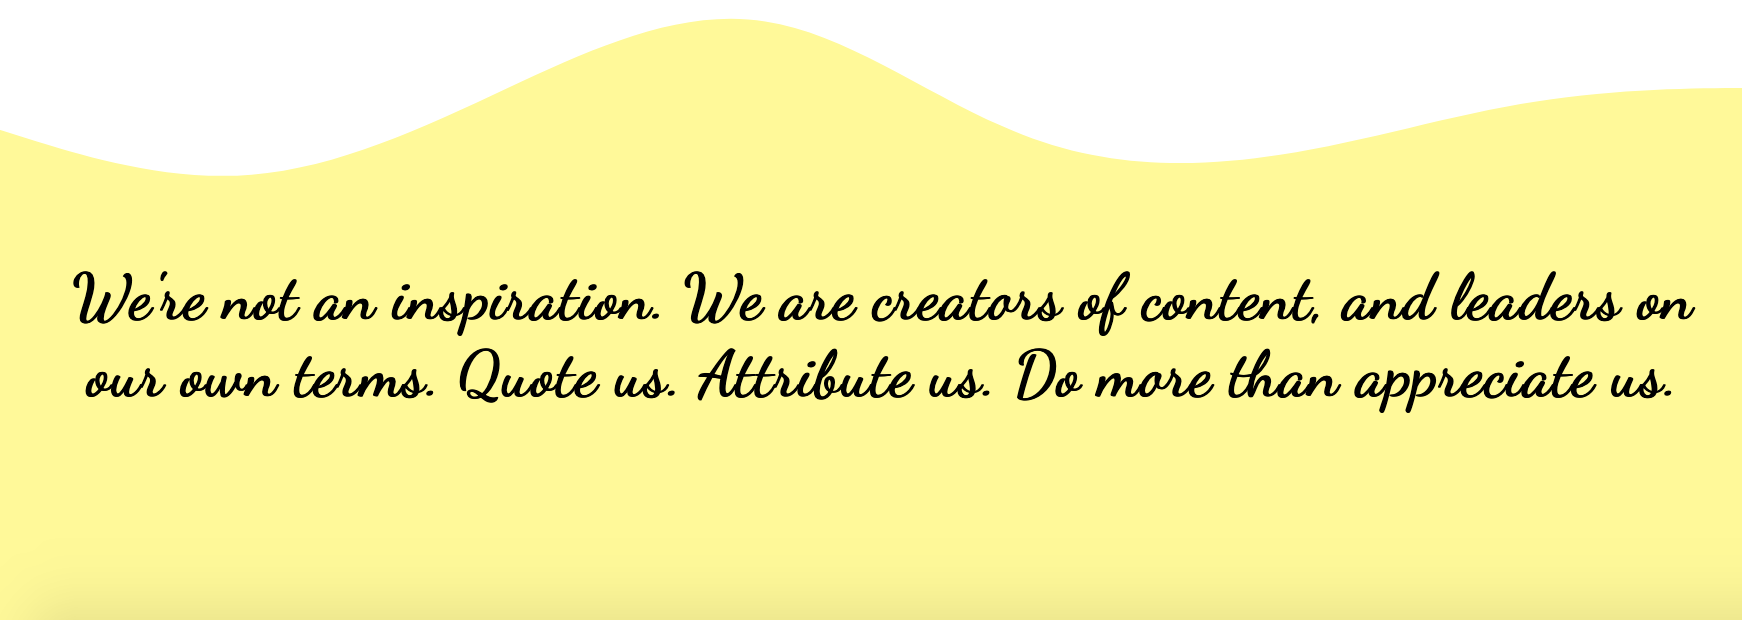 We're not an inspiration. We are creators of content, and leaders on
our own terms. Quote us. Attribute us. Do more than appreciate us.